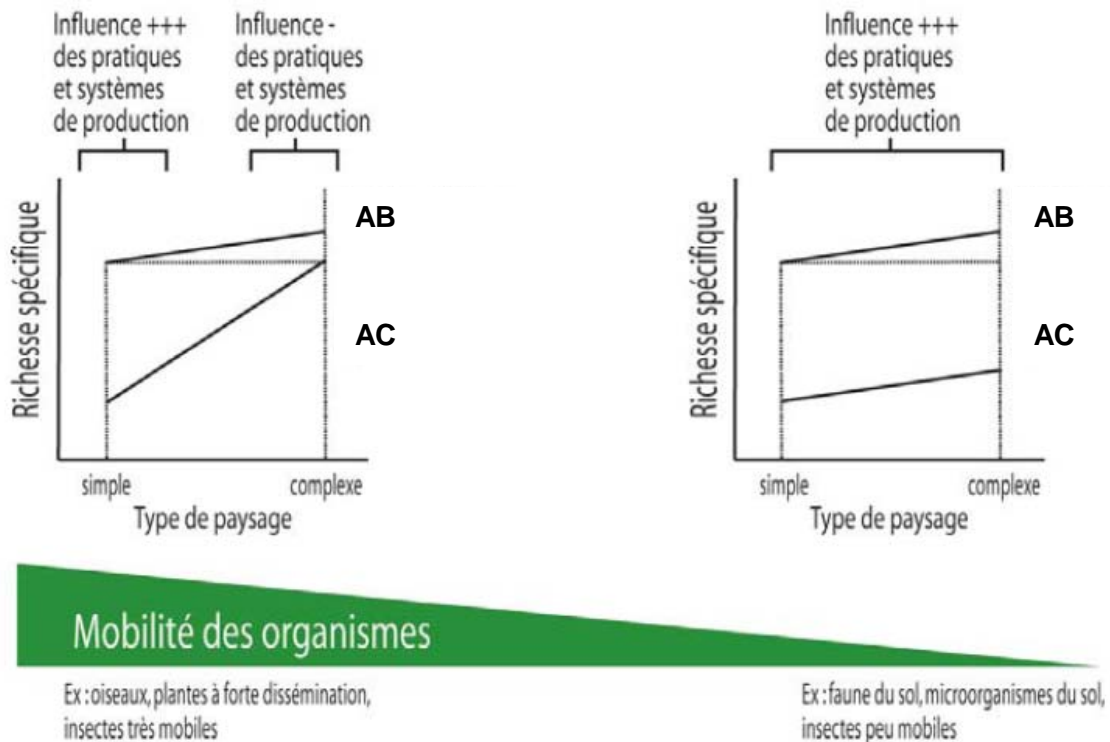 Influence +++
des pratiques
et systèmes
de production
Influence -
des pratiques
et systèmes
de production
Richesse spécifique
AB
AC
simple
complexe
Type de paysage
Influence +++
des pratiques
et systèmes
de production
Richesse spécifique
AB
AC
simple
complexe
Type de paysage
Mobilité des organismes
Ex : oiseaux, plantes à forte dissémination,
insectes très mobiles
Ex : faune du sol, microorganismes du sol,
insectes peu mobiles